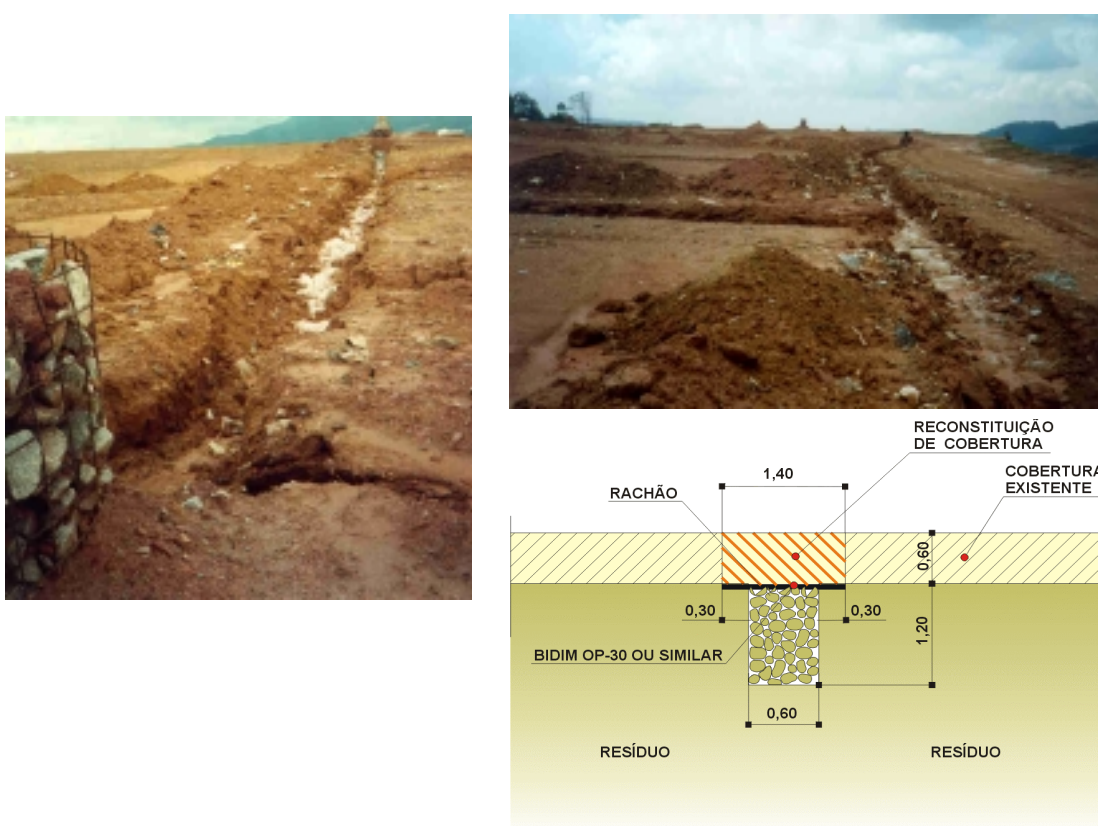 RECONSTITUIÇÃO
DE COBERTURA
COBERTURA
EXISTENTE
1,40
RACHÃO
0,60
0,30
0,30
1,20
BIDIM OP-30 OU SIMILAR
0,60
RESÍDUO
RESÍDUO